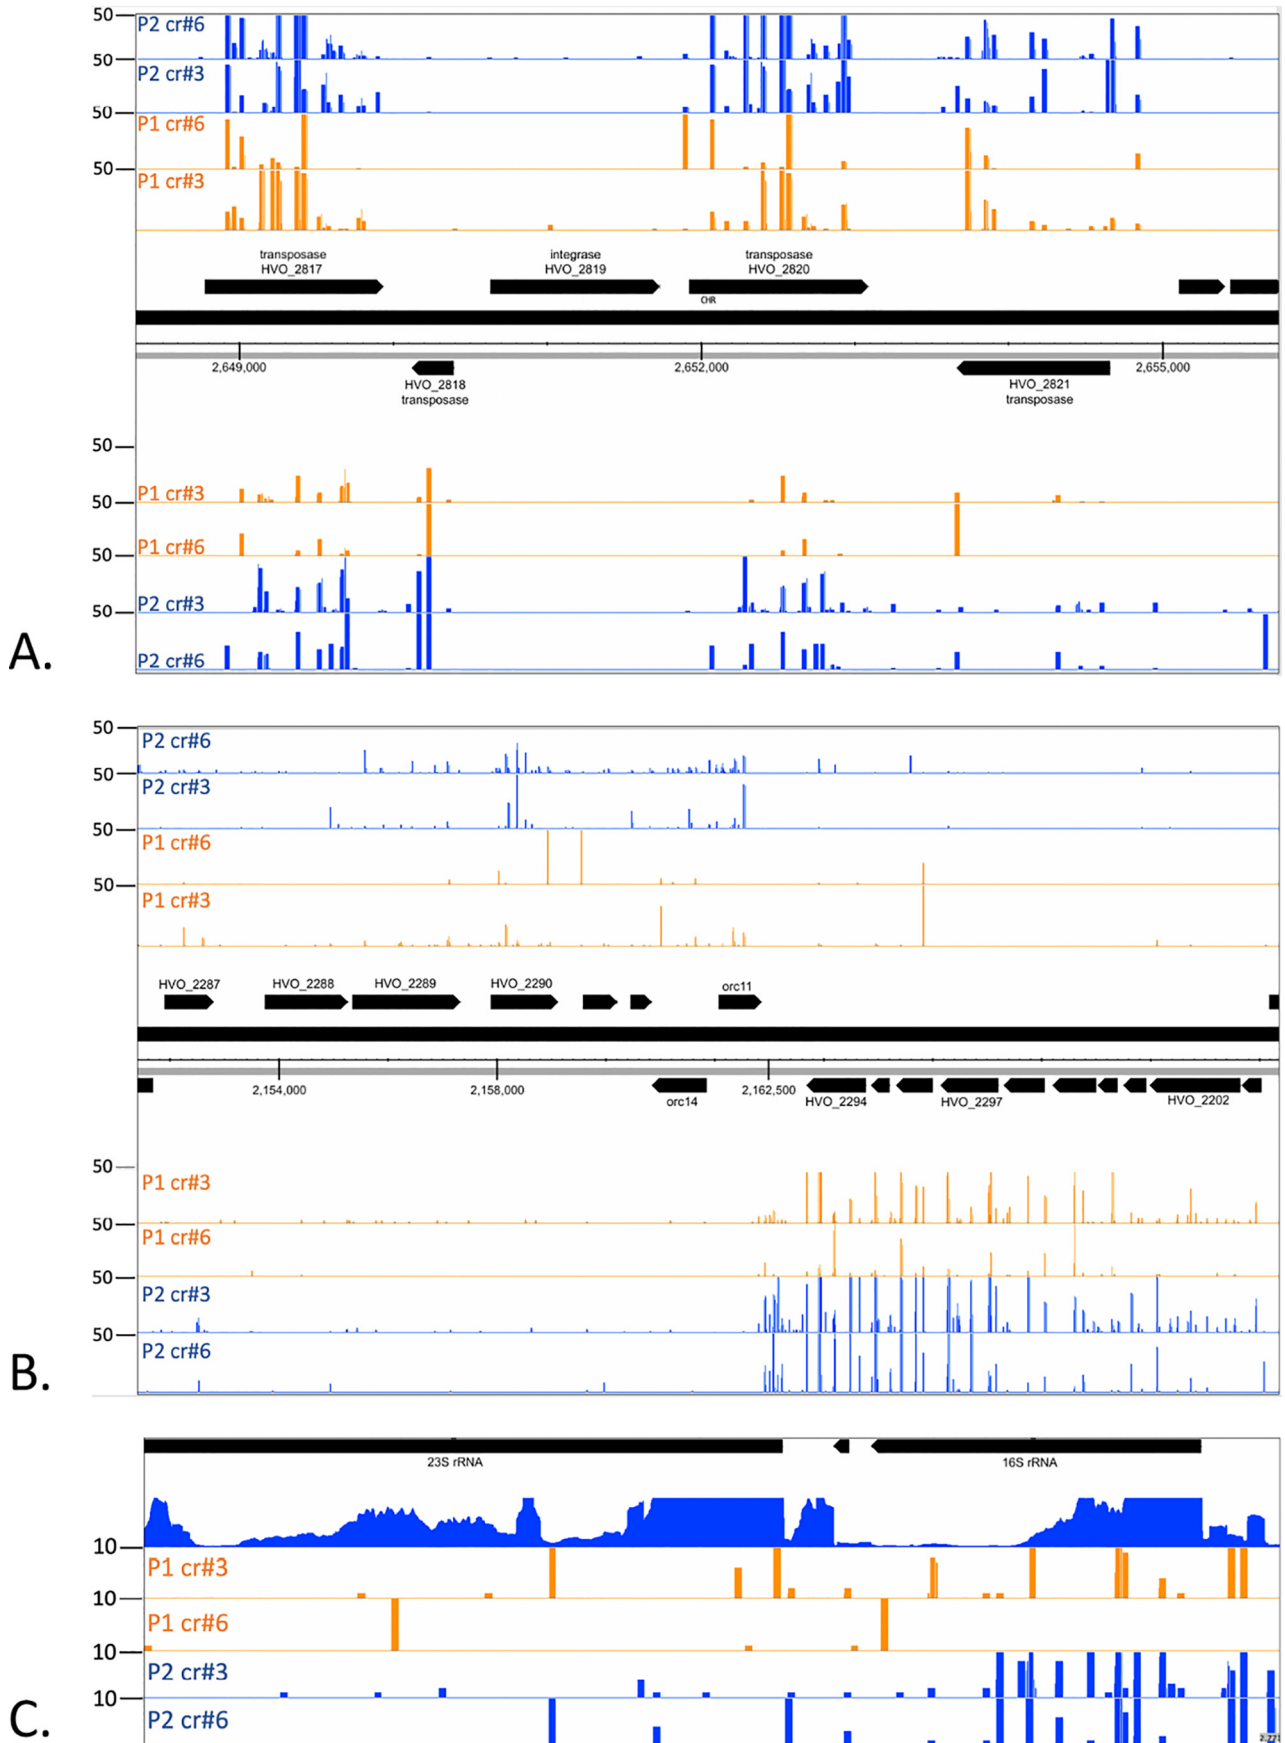 50
P2 cr#6
50
P2 cr#3
50
P1 cr#6
50
P1 cr#3
transposase
HVO_2817
integrase
HVO_2819
transposase
HVO_2820
CHR
2,649,000
2,652,000
2,655,000
HVO_2818
transposase
HVO_2821
transposase
50
P1 cr#3
50
P1 cr#6
50
P2 cr#3
50
P2 cr#6
A.
50
P2 cr#6
50
P2 cr#3
50
P1 cr#6
50
P1 cr#3
HVO_2287
HVO_2288
HVO_2289
HVO_2290
orc11
2,154,000
2,158,000
2,162,500
orc14
HVO_2294
HVO_2297
HVO_2202
50
P1 cr#3
50
P1 cr#6
50
P2 cr#3
50
P2 cr#6
B.
23S rRNA
16S rRNA
10
P1 cr#3
10
P1 cr#6
10
P2 cr#3
10
P2 cr#6
C.